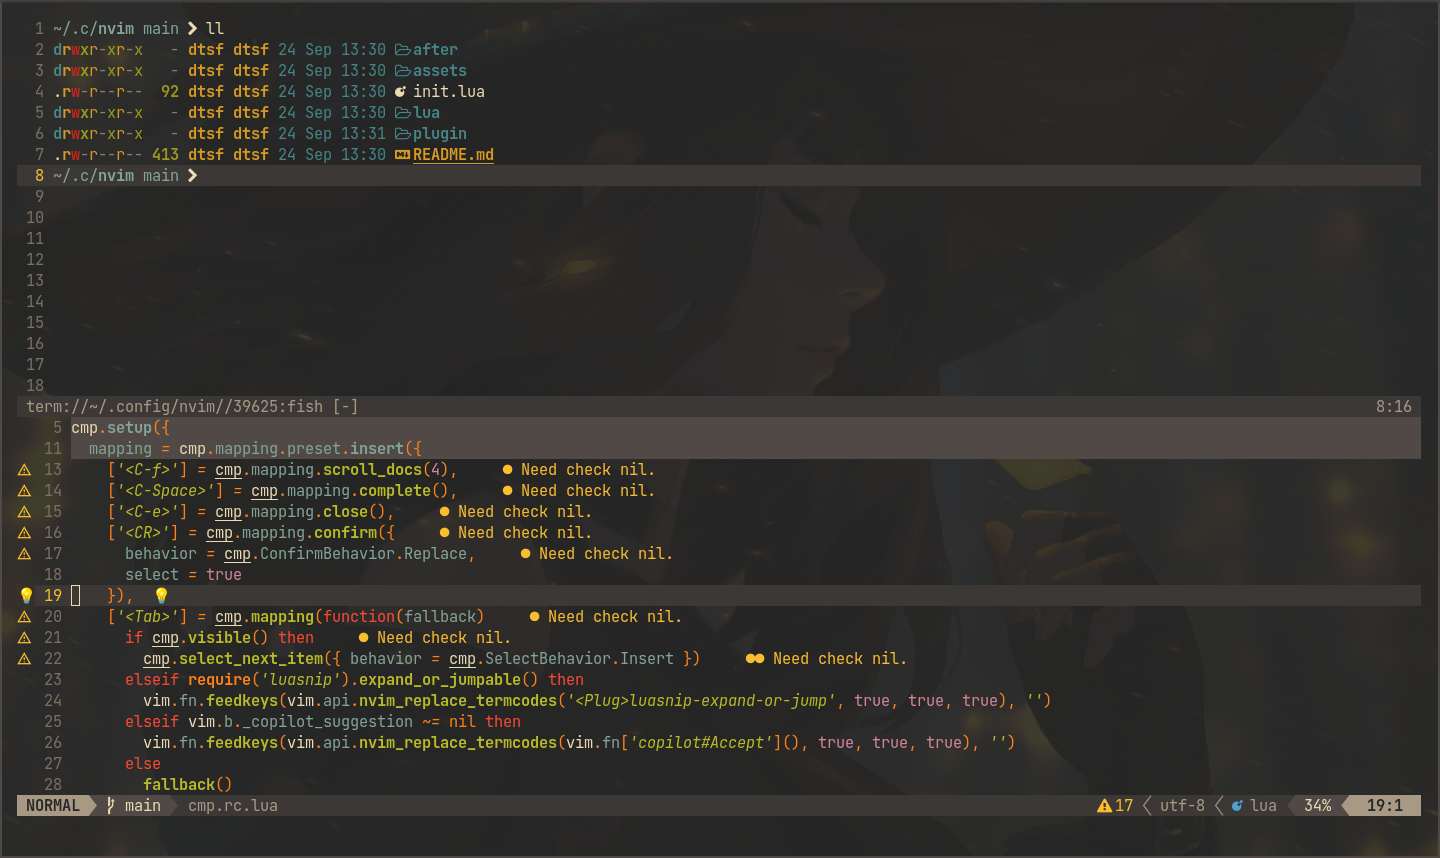 1 ~/.c/nvim main ❯ ll
2 drwxr-xr-x - dtsf dtsf 24 Sep 13:30 after
3 drwxr-xr-x - dtsf dtsf 24 Sep 13:30 assets
4 .rw-r--r-- 92 dtsf dtsf 24 Sep 13:30 init.lua
5 drwxr-xr-x - dtsf dtsf 24 Sep 13:30 lua
6 drwxr-xr-x - dtsf dtsf 24 Sep 13:31 plugin
7 .rw-r--r-- 413 dtsf dtsf 24 Sep 13:30 README.md
8 ~/.c/nvim main ❯
9
10
11
12
13
14
15
16
17
18
term://~/.config/nvim//39625:fish [-] 8:16
5 cmp.setup({
11 mapping = cmp.mapping.preset.insert({
13 ['<C-f>'] = cmp.mapping.scroll_docs(4), ● Need check nil.
14 ['<C-Space>'] = cmp.mapping.complete(), ● Need check nil.
15 ['<C-e>'] = cmp.mapping.close(), ● Need check nil.
16 ['<CR>'] = cmp.mapping.confirm({ ● Need check nil.
17 behavior = cmp.ConfirmBehavior.Replace, ● Need check nil.
18 select = true
19 }),
20 ['<Tab>'] = cmp.mapping(function(fallback) ● Need check nil.
21 if cmp.visible() then ● Need check nil.
22 cmp.select_next_item({ behavior = cmp.SelectBehavior.Insert }) ●● Need check nil.
23 elseif require('luasnip').expand_or_jumpable() then
24 vim.fn.feedkeys(vim.api.nvim_replace_termcodes('<Plug>luasnip-expand-or-jump', true, true, true), '')
25 elseif vim.b._copilot_suggestion ~= nil then
26 vim.fn.feedkeys(vim.api.nvim_replace_termcodes(vim.fn['copilot#Accept'](), true, true, true), '')
27 else
28 fallback()
NORMAL main cmp.rc.lua 17 utf-8 lua 34% 19:1